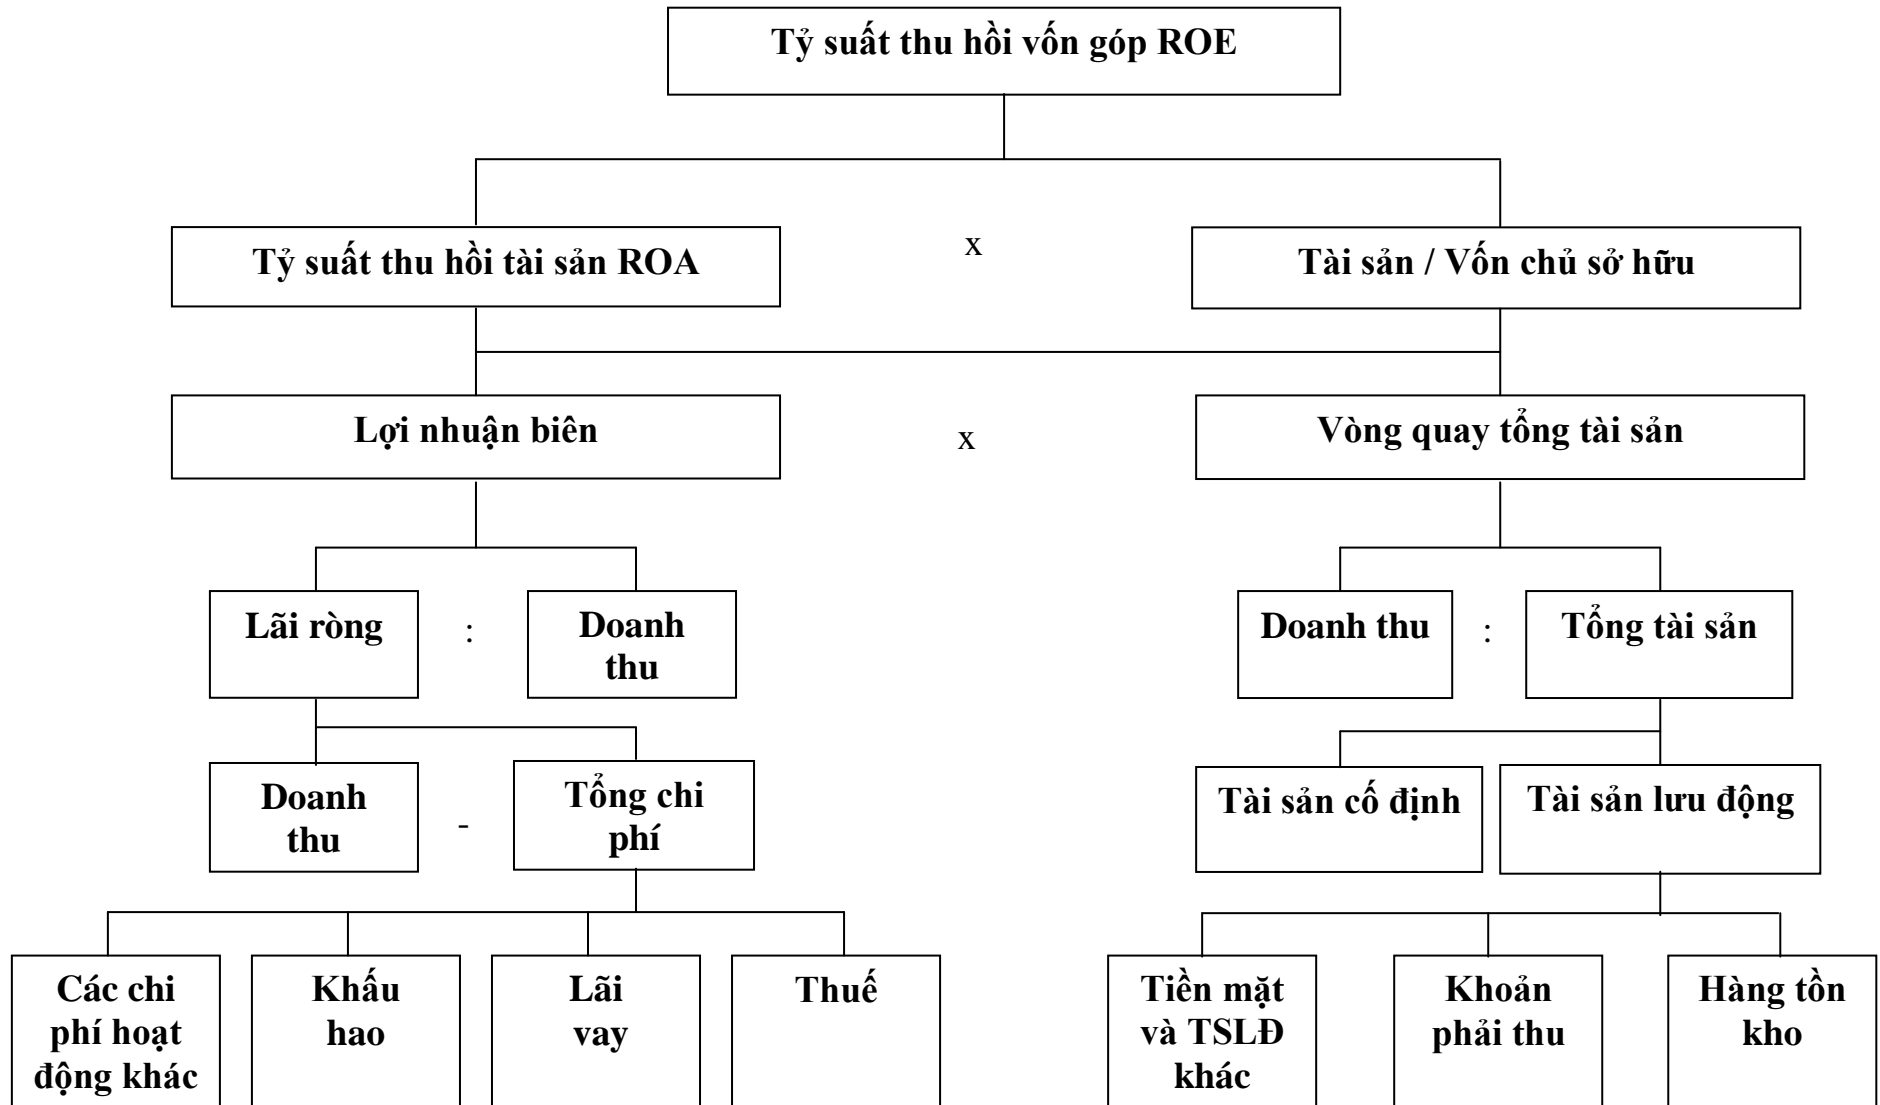 Tỷ suất thu hồi vốn góp ROE
Tỷ suất thu hồi tài sản ROA
x
Tài sản / Vốn chủ sở hữu
Lợi nhuận biên
x
Vòng quay tổng tài sản
Lãi ròng
:
Doanh
thu
Doanh thu
:
Tổng tài sản
Doanh
thu
-
Tổng chi
phí
Tài sản cố định
Tài sản lưu động
Các chi
phí hoạt
động khác
Khấu
hao
Lãi
vay
Thuế
Tiền mặt
và TSLĐ
khác
Khoản
phải thu
Hàng tồn
kho